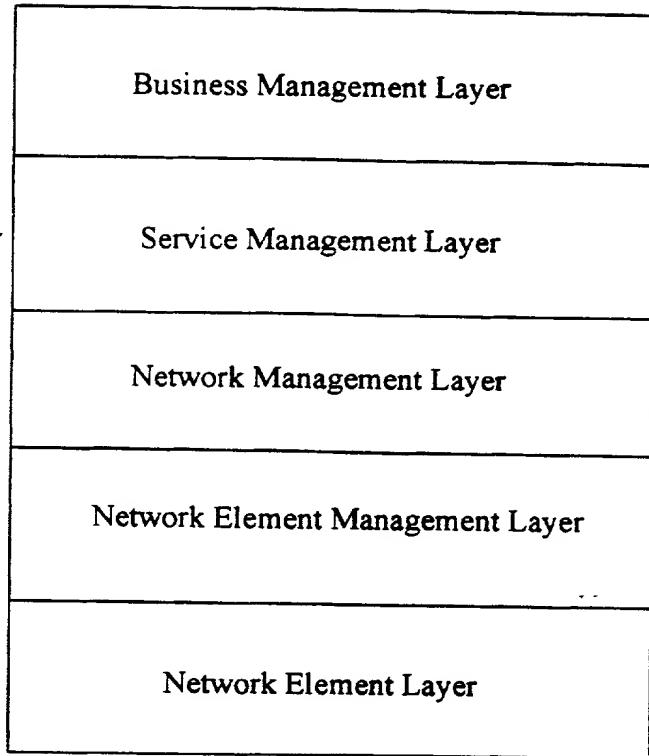 Business Management Layer
Service Management Layer
Network Management Layer
Network Element Management Layer
Network Element Layer